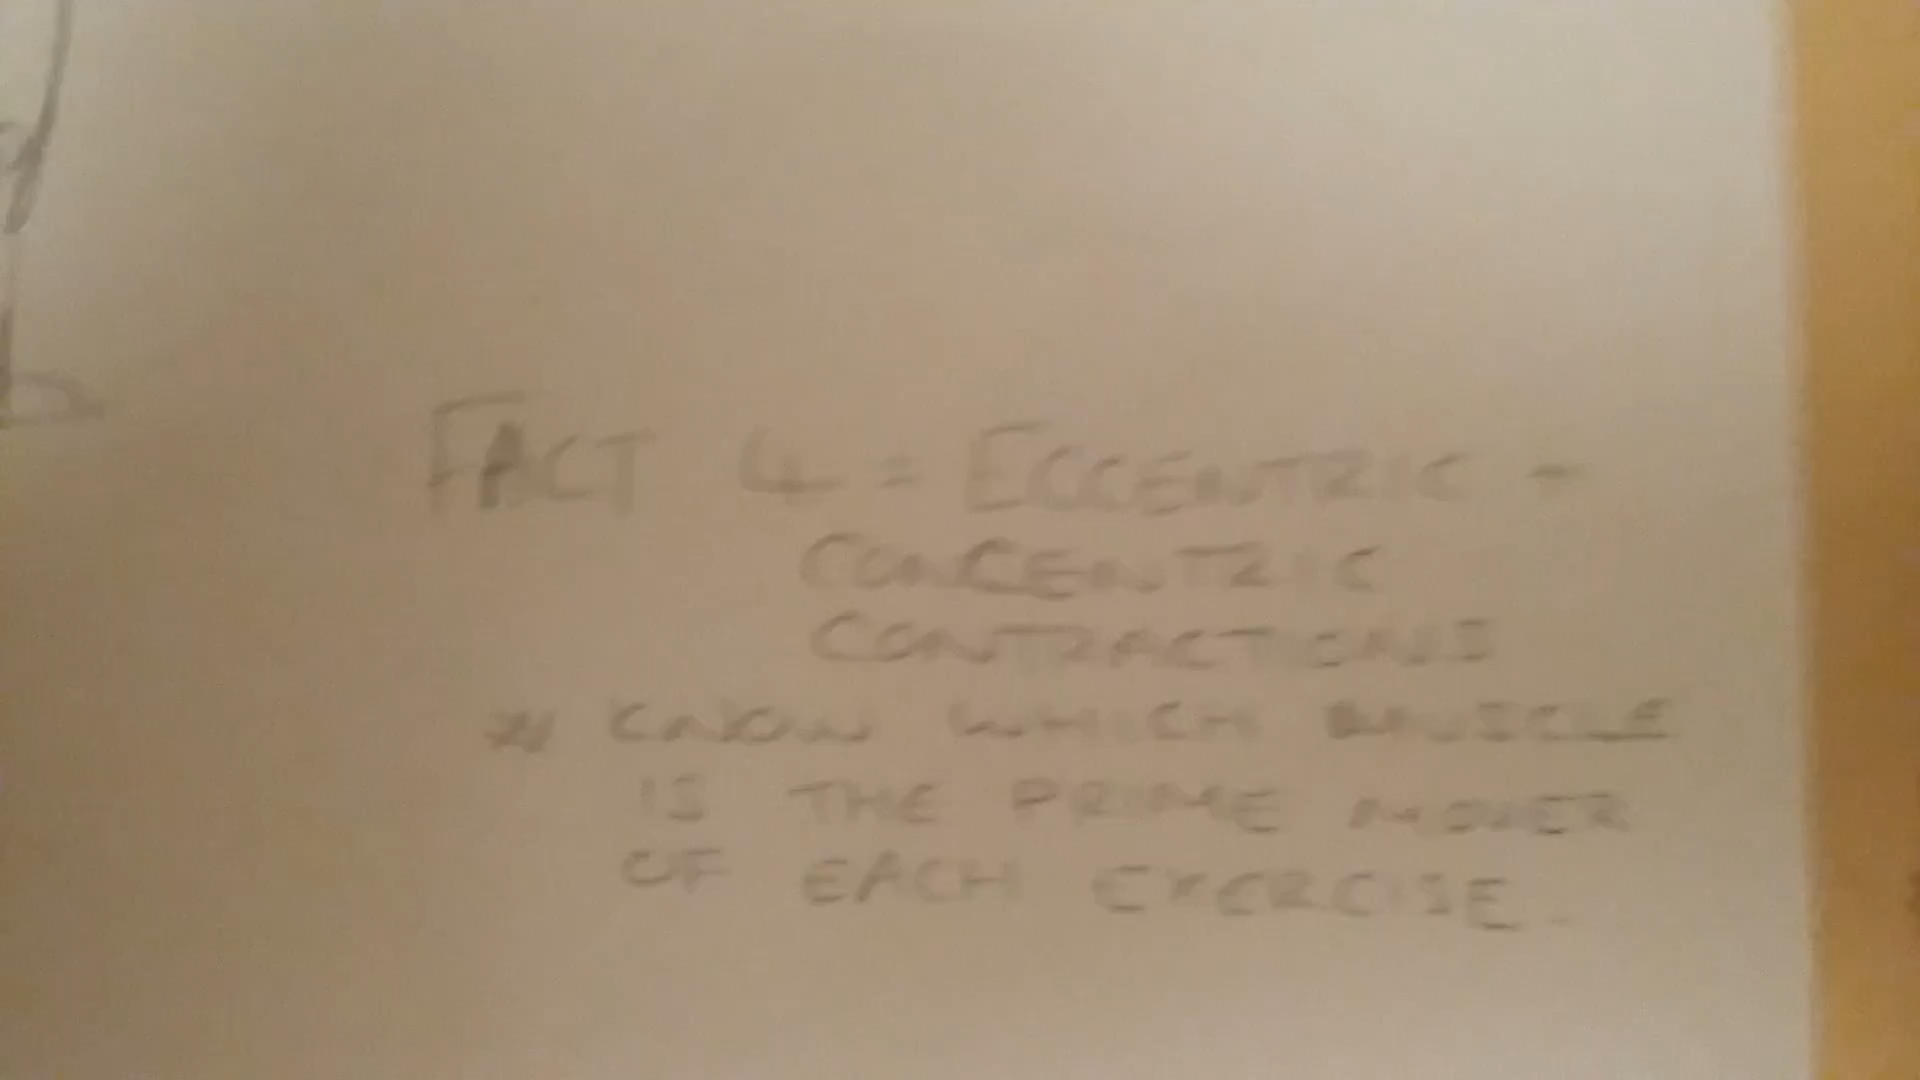 FACT 4 = ECCENTRIC -
CONCENTRIC
CONTRACTIONS
* KNOW WHICH MUSCLE
IS THE PRIME MOVER
OF EACH EXERCISE.